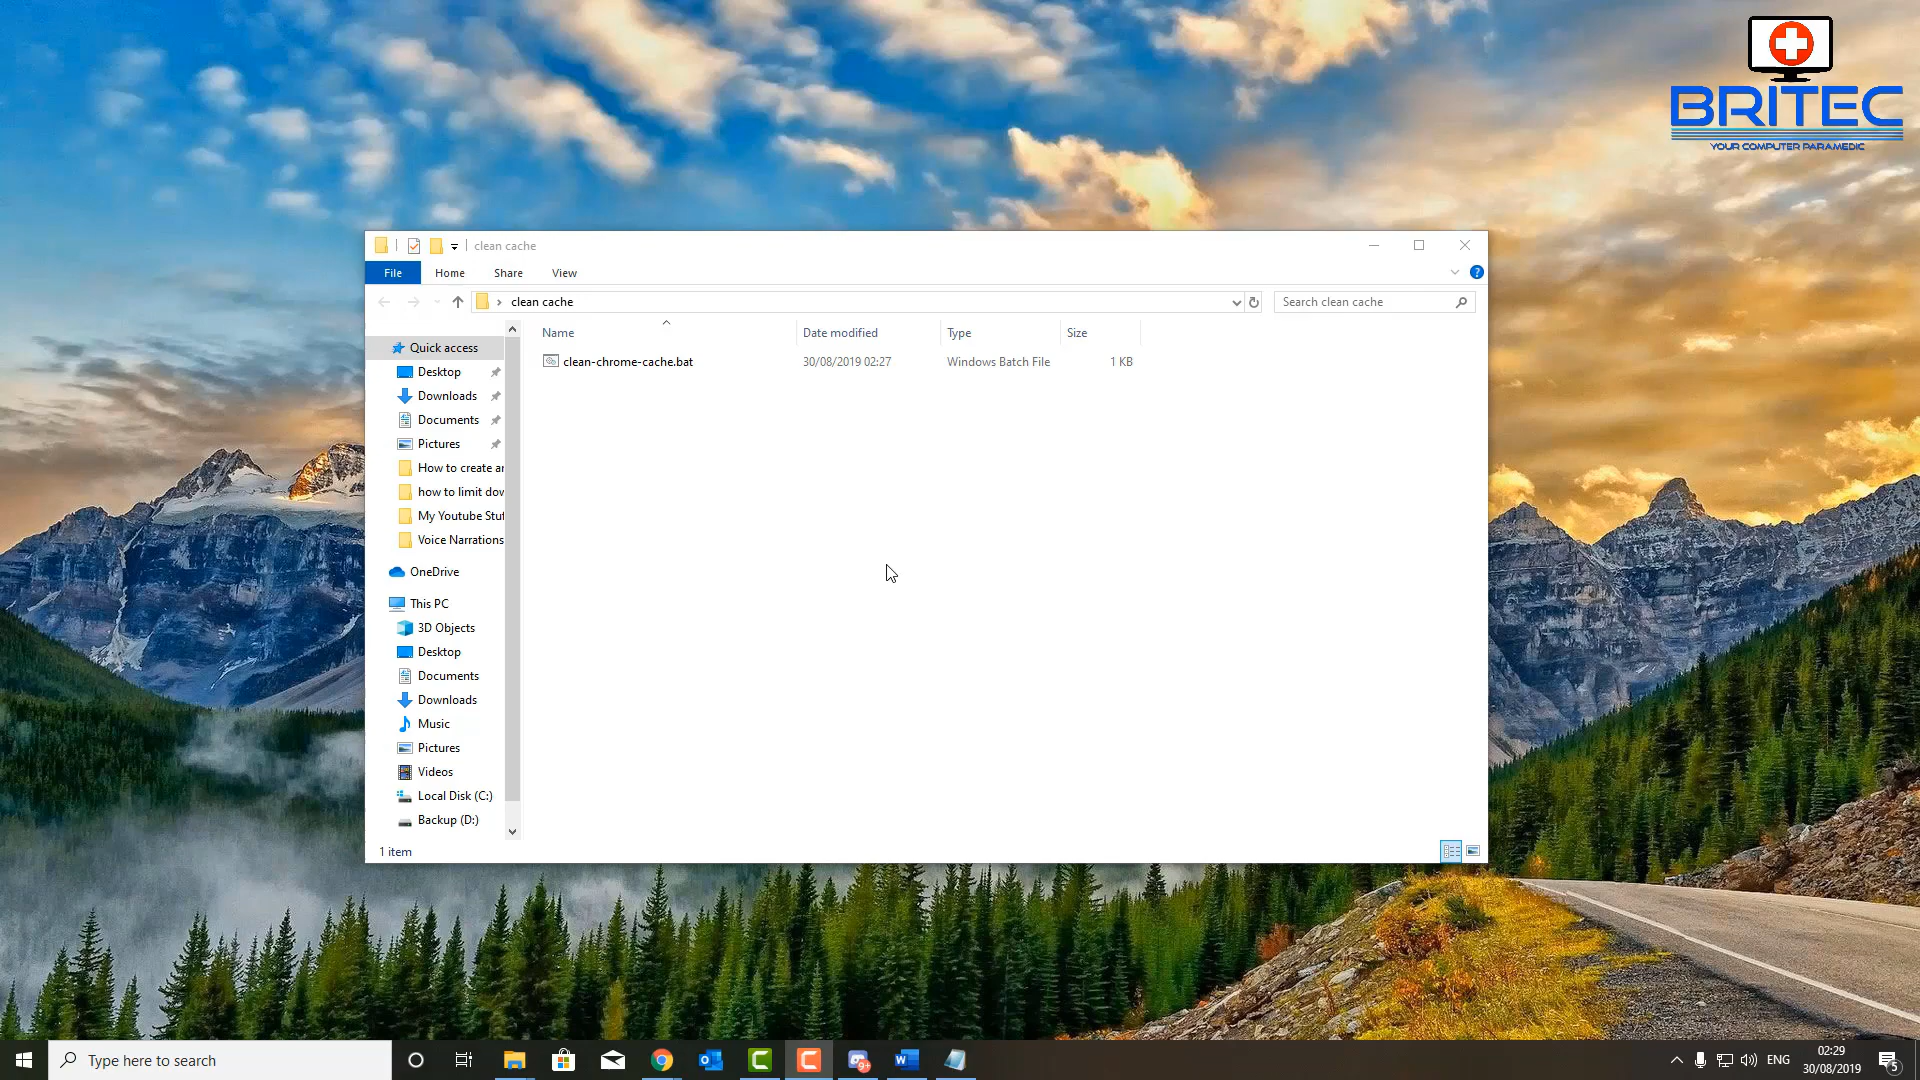 BRITEC
YOUR COMPUTER PARAMEDIC
clean cache
File Home Share View
clean cache
Search clean cache
Name Date modified Type Size
clean-chrome-cache.bat 30/08/2019 02:27 Windows Batch File 1 KB
Quick access
Desktop
Downloads
Documents
Pictures
How to create ar
how to limit dow
My Youtube Stuf
Voice Narrations
OneDrive
This PC
3D Objects
Desktop
Documents
Downloads
Music
Pictures
Videos
Local Disk (C:)
Backup (D:)
1 item
Type here to search
9+
ENG
02:29
30/08/2019
5